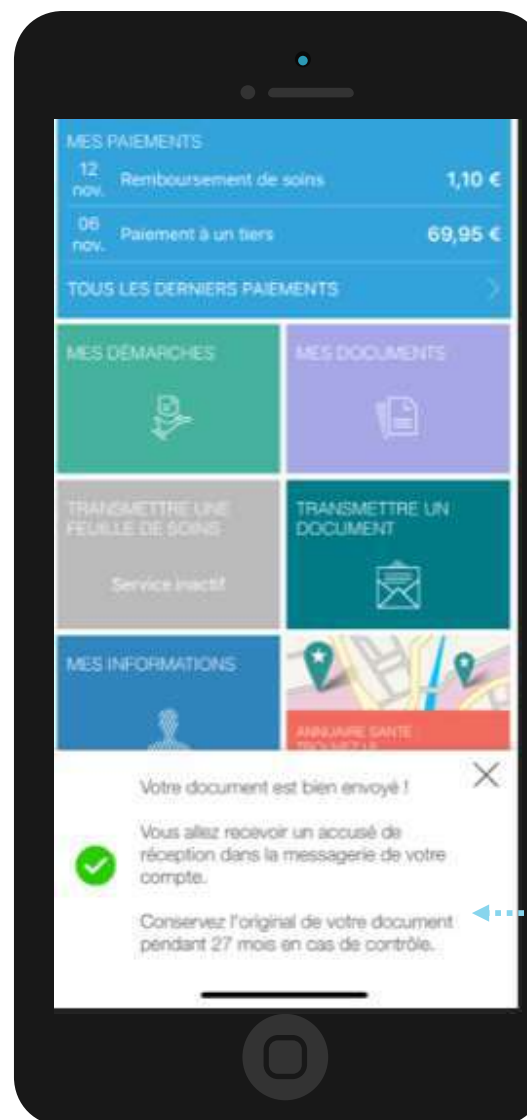 MES PAIEMENTS
12 nov. Remboursement de soins 1,10 €
06 nov. Paiement à un tiers 69,95 €
TOUS LES DERNIERS PAIEMENTS
MES DÉMARCHES
MES DOCUMENTS
TRANSMETTRE UNE
FEUILLE DE SOINS
Service inactif
TRANSMETTRE UN
DOCUMENT
MES INFORMATIONS
ANNUAIRE SANTÉ
Votre document est bien envoyé !
Vous allez recevoir un accusé de
réception dans la messagerie de votre
compte.
Conservez l'original de votre document
pendant 27 mois en cas de contrôle.